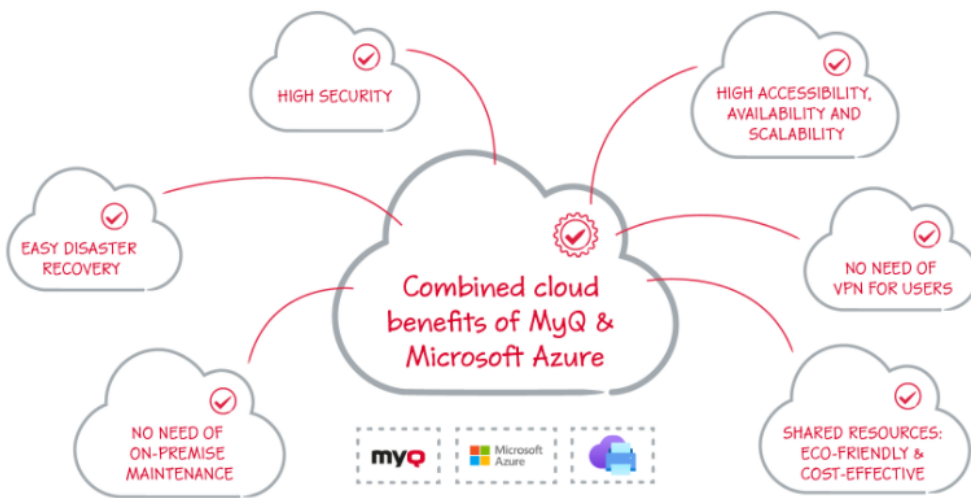 HIGH SECURITY
HIGH ACCESSIBILITY,
AVAILABILITY AND
SCALABILITY
EASY DISASTER
RECOVERY
NO NEED OF
VPN FOR USERS
Combined cloud
benefits of MyQ &
Microsoft Azure
NO NEED OF
ON-PREMISE
MAINTENANCE
SHARED RESOURCES:
ECO-FRIENDLY &
COST-EFFECTIVE
myQ
Microsoft
Azure